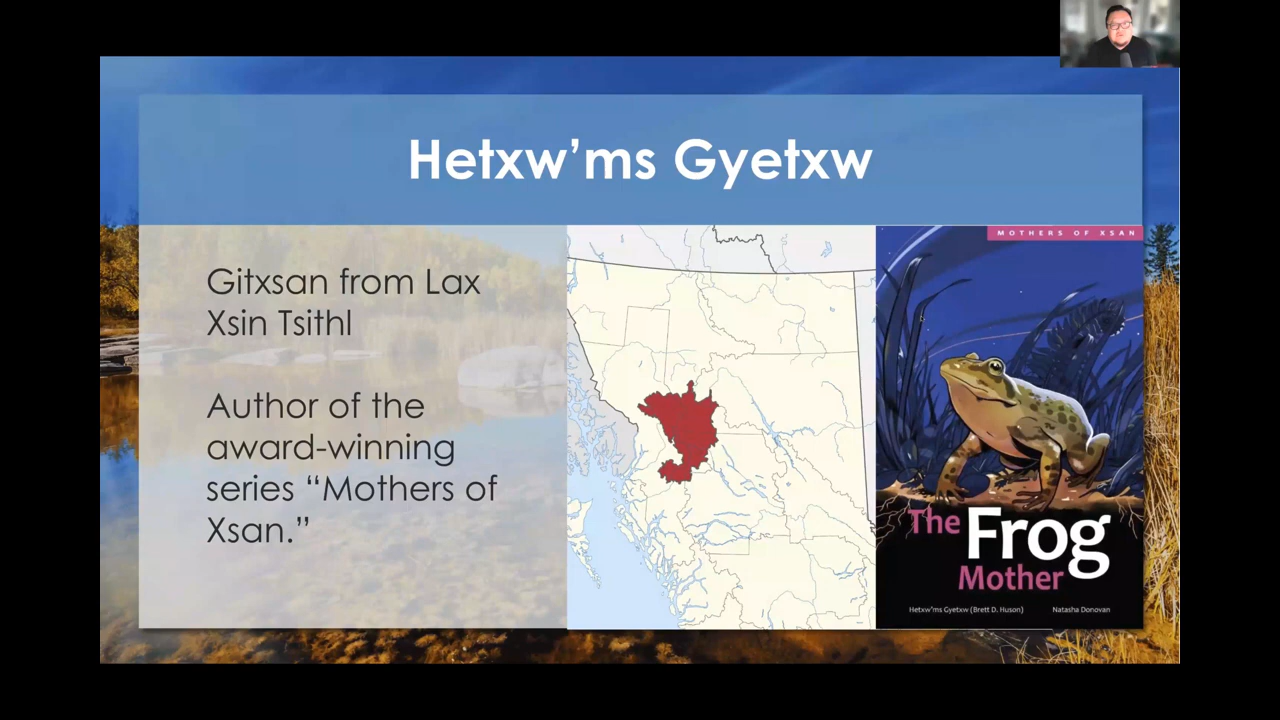 Hetxw’ms Gyetxw
Gitxsan from Lax
Xsin Tsithl
Author of the
award-winning
series “Mothers of
Xsan.”
MOTHERS OF XSAN
The Frog
Mother
Hetxw'ms Gyetxw (Brett D. Huson)
Natasha Donovan